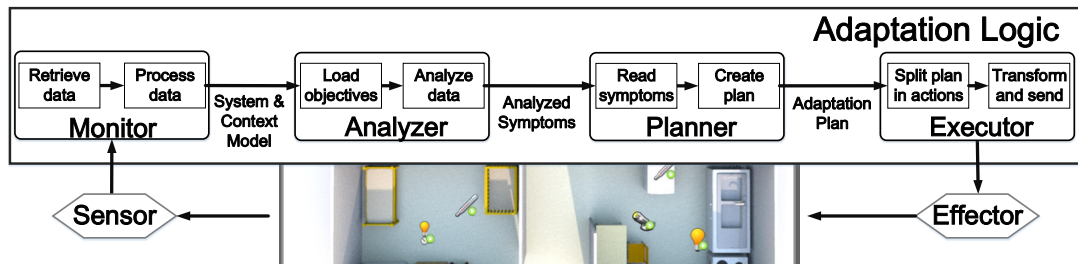 Adaptation Logic
Retrieve
data
Process
data
Monitor
System &
Context
Model
Load
objectives
Analyze
data
Analyzer
Analyzed
Symptoms
Read
symptoms
Create
plan
Planner
Adaptation
Plan
Split plan
in actions
Transform
and send
Executor
Sensor
Effector